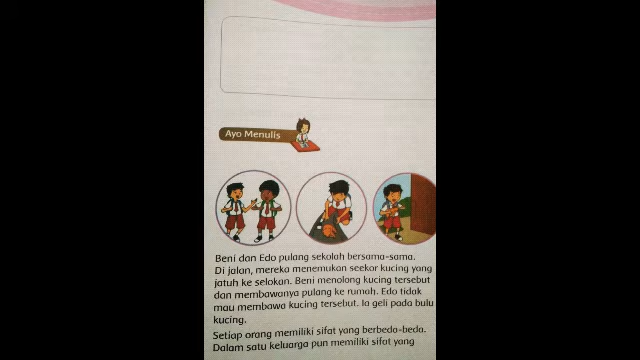 Ayo Menulis
Beni dan Edo pulang sekolah bersama-sama.
Di jalan, mereka menemukan seekor kucing yang
jatuh ke selokan. Beni menolong kucing tersebut
dan membawanya pulang ke rumah. Edo tidak
mau membawa kucing tersebut. Ia geli pada bulu
kucing.
Setiap orang memiliki sifat yang berbeda-beda.
Dalam satu keluarga pun memiliki sifat yang